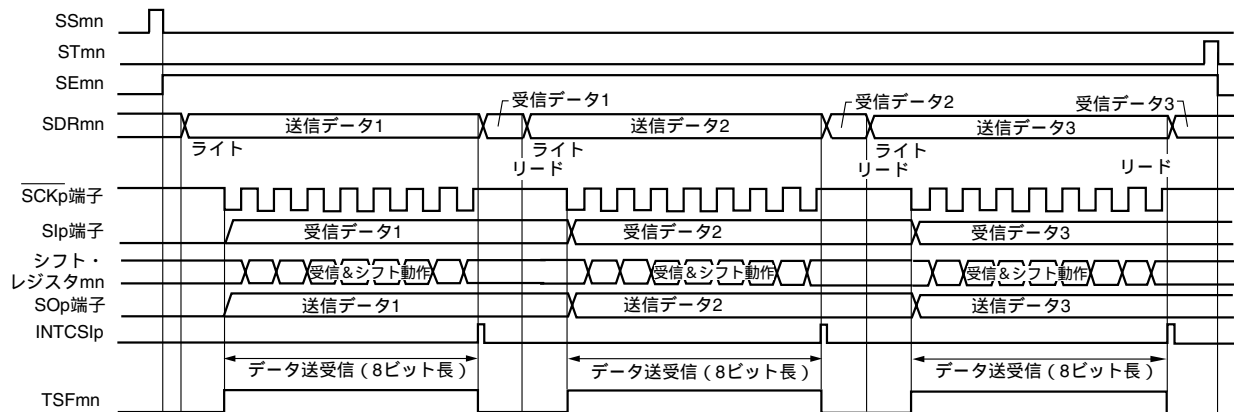 SSmn
STmn
SEmn
受信データ1 受信データ2 受信データ3
SDRmn 送信データ1 送信データ2 送信データ3
ライト ライト ライト
リード リード リード
SCKp端子
SIp端子 受信データ1 受信データ2 受信データ3
シフト・
レジスタmn 受信&シフト動作 受信&シフト動作 受信&シフト動作
SOp端子 送信データ1 送信データ2 送信データ3
INTCSIp
データ送受信(8ビット長) データ送受信(8ビット長) データ送受信(8ビット長)
TSFmn